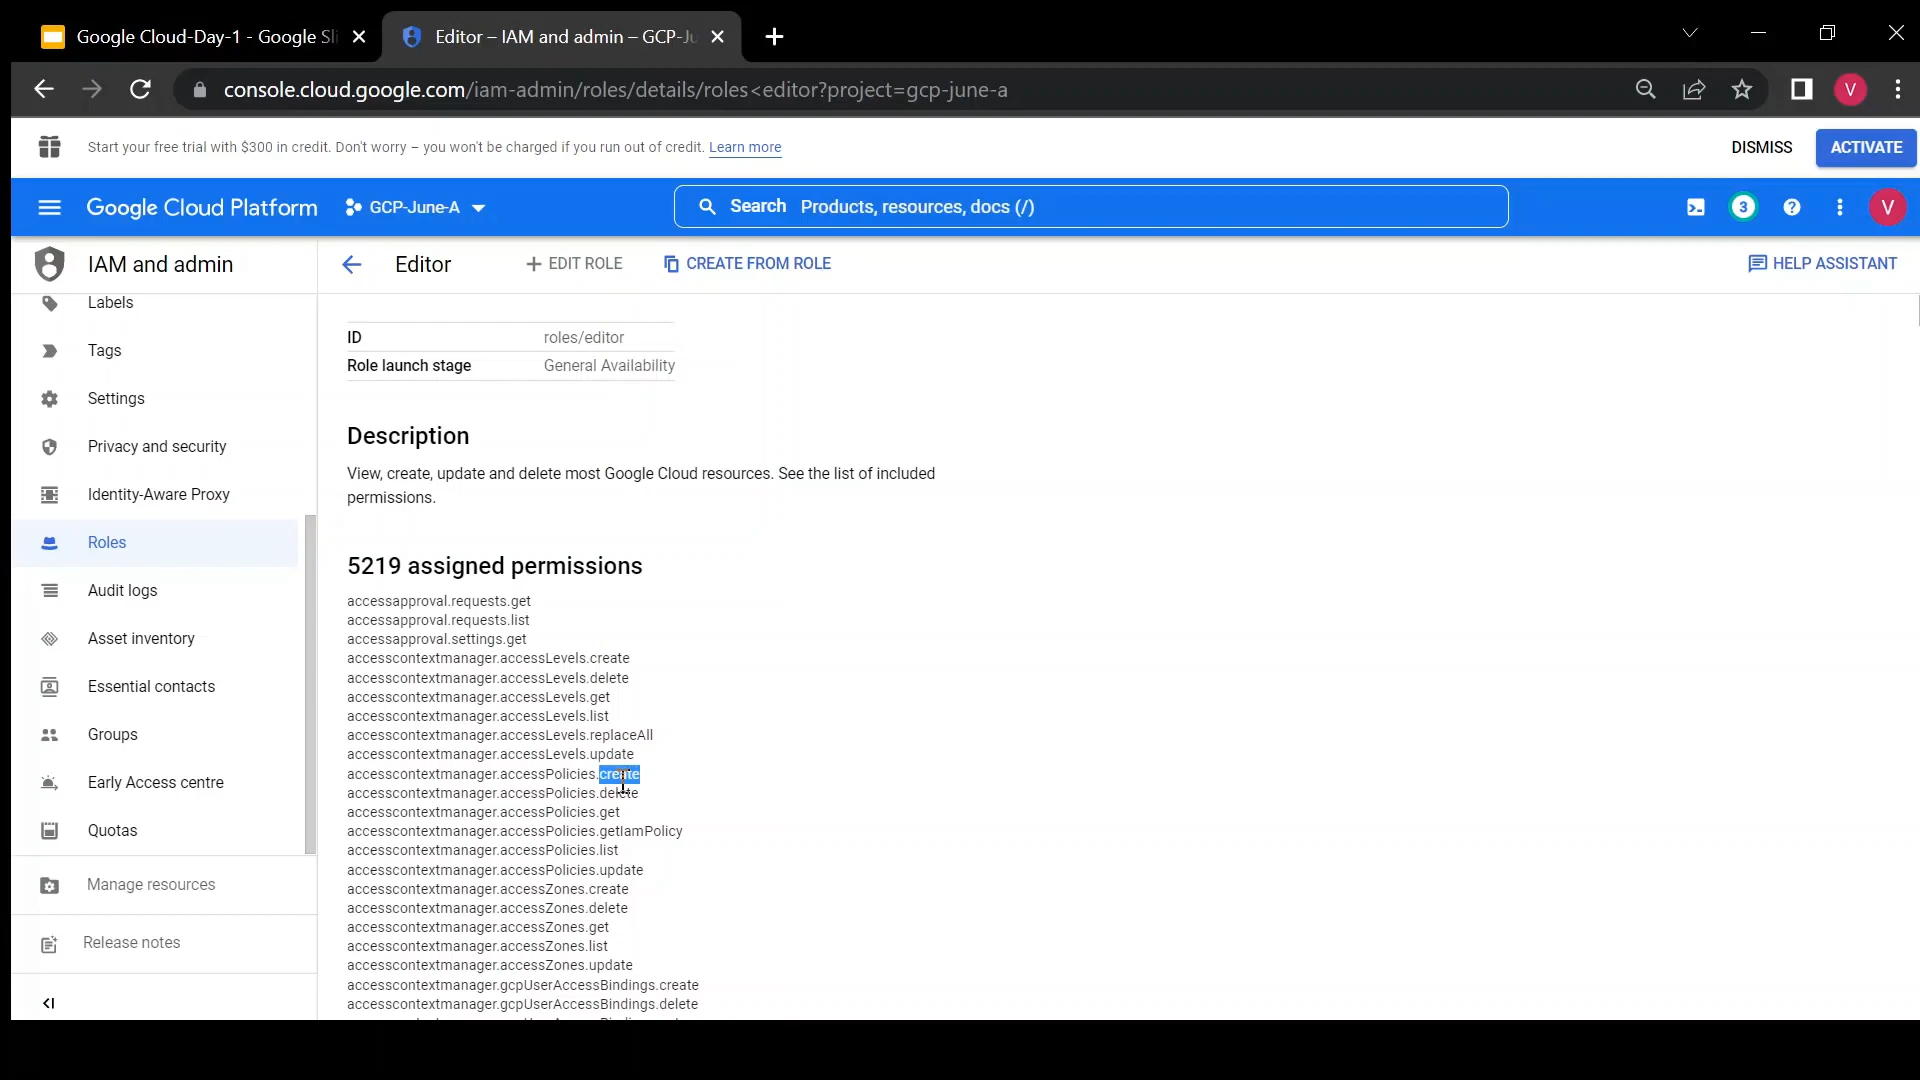 Google Cloud-Day-1 - Google Sli
Editor – IAM and admin – GCP-Ju
console.cloud.google.com/iam-admin/roles/details/roles<editor?project=gcp-june-a
V
Start your free trial with $300 in credit. Don't worry – you won't be charged if you run out of credit. Learn more
DISMISS
ACTIVATE
Google Cloud Platform
GCP-June-A
Search Products, resources, docs (/)
3
?
V
IAM and admin
Editor
EDIT ROLE
CREATE FROM ROLE
HELP ASSISTANT
Labels
Tags
Settings
Privacy and security
Identity-Aware Proxy
Roles
Audit logs
Asset inventory
Essential contacts
Groups
Early Access centre
Quotas
Manage resources
Release notes
ID roles/editor
Role launch stage General Availability
Description
View, create, update and delete most Google Cloud resources. See the list of included
permissions.
5219 assigned permissions
accessapproval.requests.get
accessapproval.requests.list
accessapproval.settings.get
accesscontextmanager.accessLevels.create
accesscontextmanager.accessLevels.delete
accesscontextmanager.accessLevels.get
accesscontextmanager.accessLevels.list
accesscontextmanager.accessLevels.replaceAll
accesscontextmanager.accessLevels.update
accesscontextmanager.accessPolicies.create
accesscontextmanager.accessPolicies.delete
accesscontextmanager.accessPolicies.get
accesscontextmanager.accessPolicies.getIamPolicy
accesscontextmanager.accessPolicies.list
accesscontextmanager.accessPolicies.update
accesscontextmanager.accessZones.create
accesscontextmanager.accessZones.delete
accesscontextmanager.accessZones.get
accesscontextmanager.accessZones.list
accesscontextmanager.accessZones.update
accesscontextmanager.gcpUserAccessBindings.create
accesscontextmanager.gcpUserAccessBindings.delete